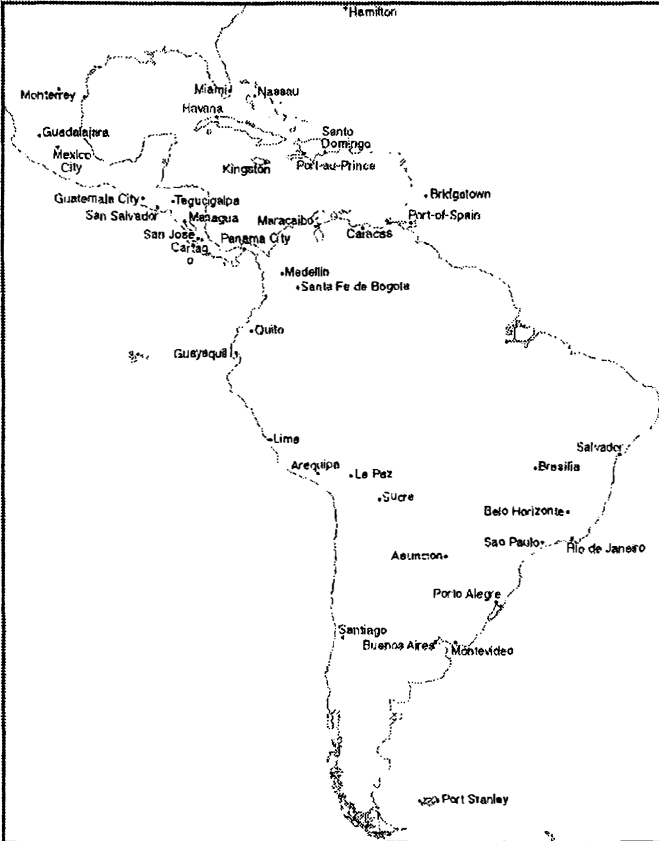 Hamilton
Monterrey
Miami
Nassau
Havana
Guadalajara
Mexico
City
Santo
Domingo
Kingston
Port-au-Prince
Guatemala City
Tegucigalpa
Bridgetown
San Salvador
Managua
Maracaibo
Port-of-Spain
San José
Panama City
Caracas
Cartago
Medellin
Santa Fe de Bogota
Quito
Guayaquil
Lima
Salvador
Arequipa
La Paz
Brasilia
Sucre
Belo Horizonte
Sao Paulo
Rio de Janeiro
Asuncion
Porto Alegre
Santiago
Buenos Aires
Montevideo
Port Stanley